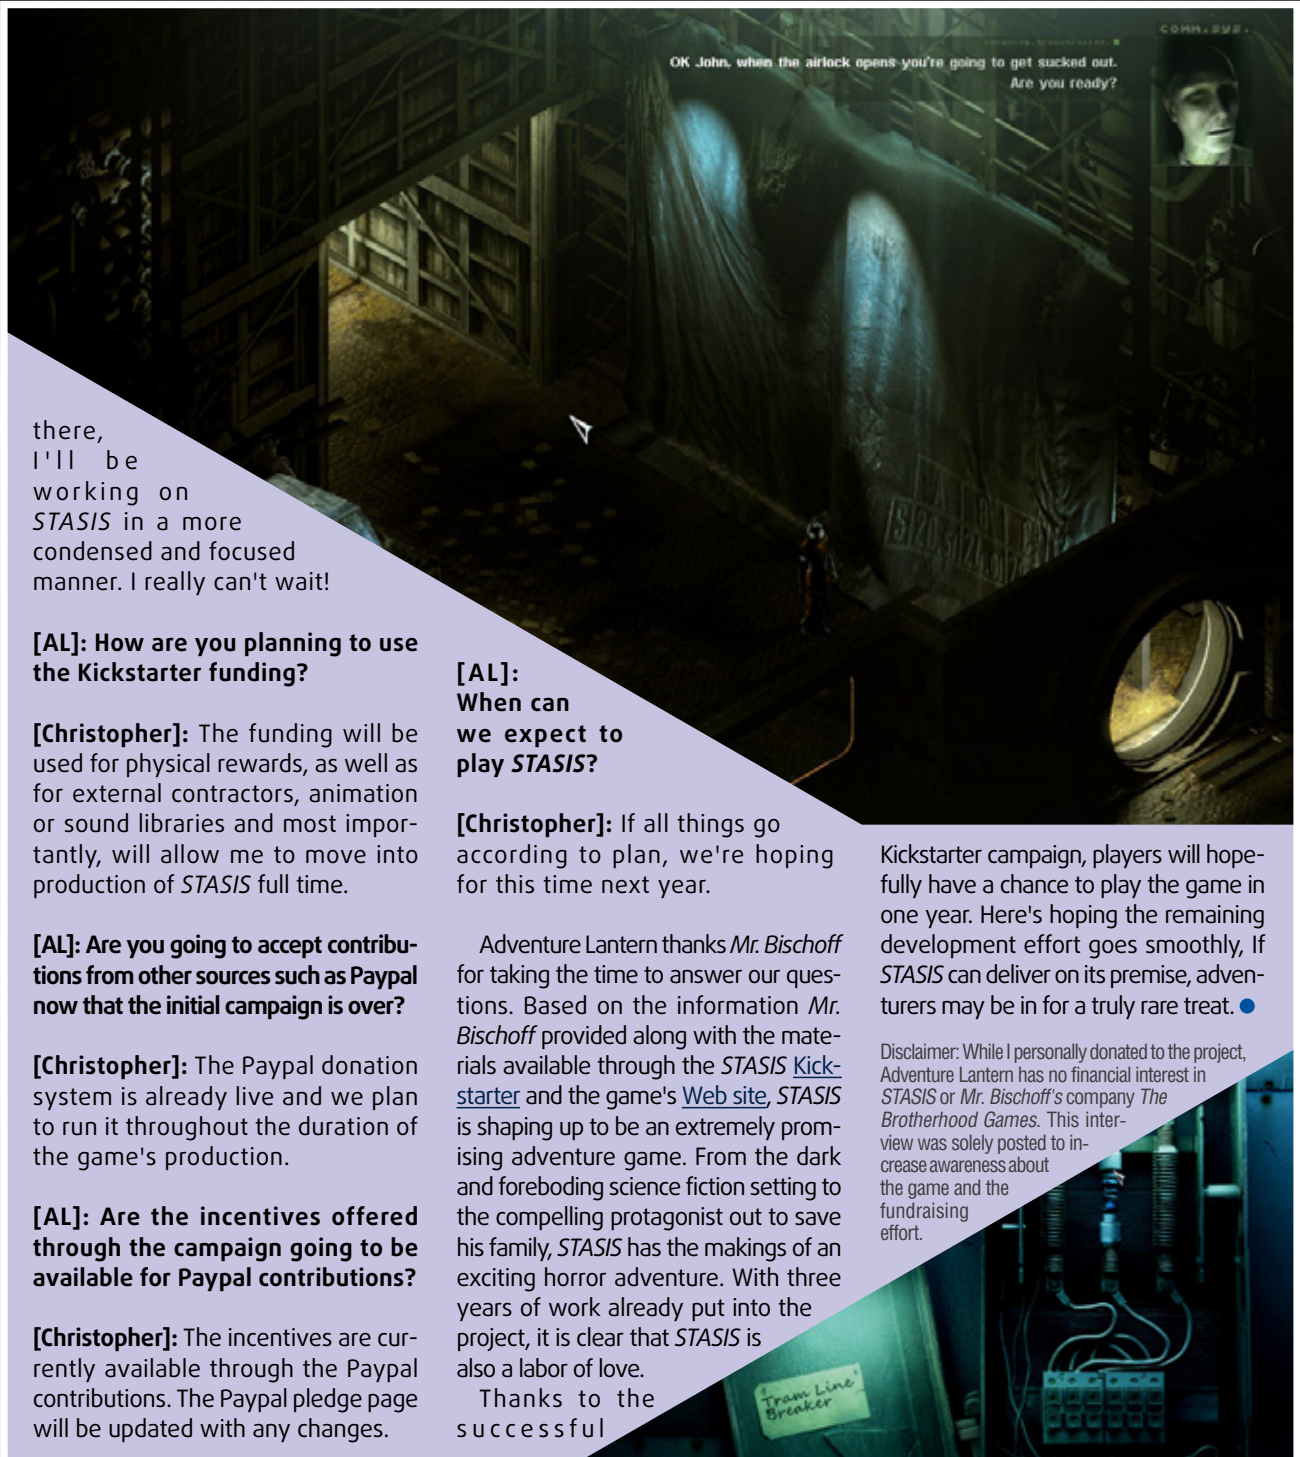 COMM.SYS.
OK John, when the airlock opens you're going to get sucked out.
Are you ready?
there,
I'll be
working on
STASIS in a more
condensed and focused
manner. I really can't wait!
[AL]: How are you planning to use
the Kickstarter funding?
[Christopher]: The funding will be
used for physical rewards, as well as
for external contractors, animation
or sound libraries and most impor-
tantly, will allow me to move into
production of STASIS full time.
[AL]: Are you going to accept contribu-
tions from other sources such as Paypal
now that the initial campaign is over?
[Christopher]: The Paypal donation
system is already live and we plan
to run it throughout the duration of
the game's production.
[AL]: Are the incentives offered
through the campaign going to be
available for Paypal contributions?
[Christopher]: The incentives are cur-
rently available through the Paypal
contributions. The Paypal pledge page
will be updated with any changes.
[AL]:
When can
we expect to
play STASIS?
[Christopher]: If all things go
according to plan, we're hoping
for this time next year.
Adventure Lantern thanks Mr. Bischoff
for taking the time to answer our ques-
tions. Based on the information Mr.
Bischoff provided along with the mate-
rials available through the STASIS Kick-
starter and the game's Web site, STASIS
is shaping up to be an extremely prom-
ising adventure game. From the dark
and foreboding science fiction setting to
the compelling protagonist out to save
his family, STASIS has the makings of an
exciting horror adventure. With three
years of work already put into the
project, it is clear that STASIS is
also a labor of love.
Thanks to the
successful
Kickstarter campaign, players will hope-
fully have a chance to play the game in
one year. Here's hoping the remaining
development effort goes smoothly, If
STASIS can deliver on its premise, adven-
turers may be in for a truly rare treat.
Disclaimer: While I personally donated to the project,
Adventure Lantern has no financial interest in
STASIS or Mr. Bischoff's company The
Brotherhood Games. This inter-
view was solely posted to in-
crease awareness about
the game and the
fundraising
effort.
Tram Line
Breaker